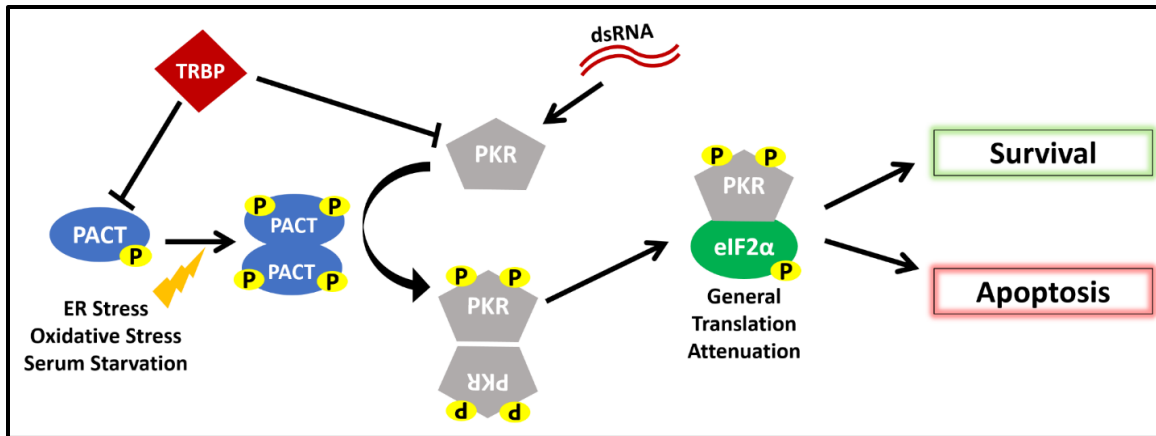 dsRNA
TRBP
PKR
P P
PKR
Survival
P P
PACT
PACT
P
P P
PACT
eIF2α
P
P P
PKR
ER Stress
Oxidative Stress
Serum Starvation
General
Translation
Attenuation
Apoptosis
PKR
P P